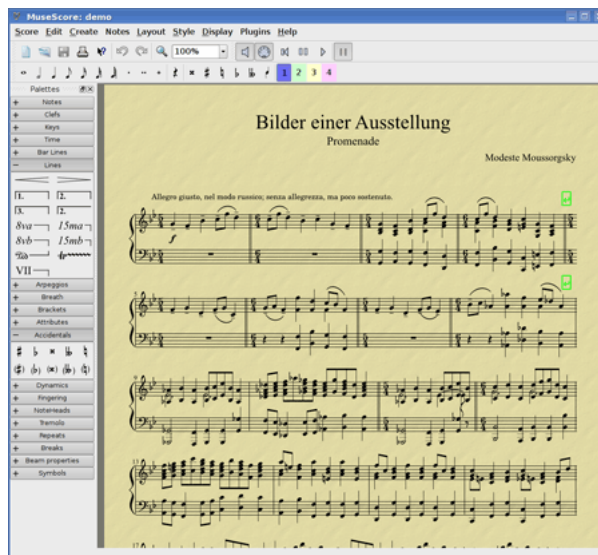 MuseScore: demo
Score Edit Create Notes Layout Style Display Plugins Help
100%
1 2 3 4
Palettes
Notes
Clefs
Keys
Time
Bar Lines
Lines
1. 2.
3. 2.
8va 15ma
8vb 15mb
VII
Arpeggios
Breath
Brackets
Attributes
Accidentals
Dynamics
Fingering
NoteHeads
Tremolo
Repeats
Breaks
Beam properties
Symbols
Bilder einer Ausstellung
Promenade
Modeste Moussorgsky
Allegro giusto, nel modo russico; senza allegrezza, ma poco sostenuto.
f
5
9
13